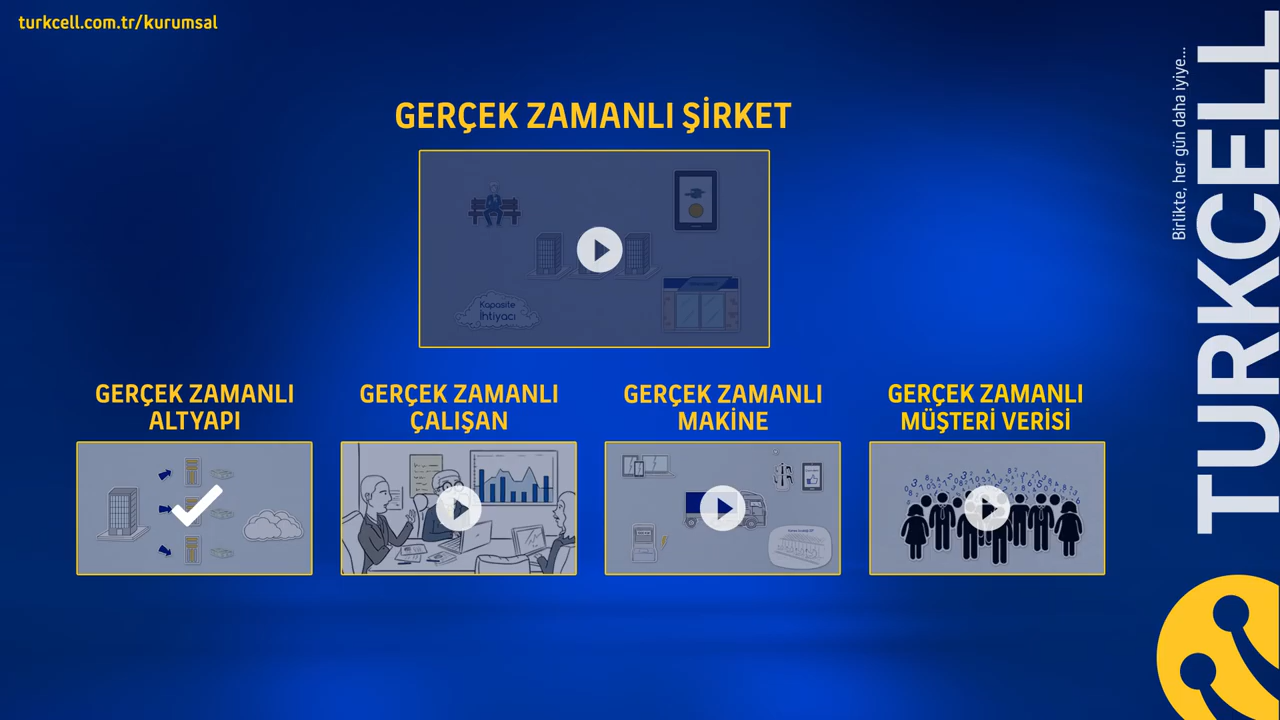 turkcell.com.tr/kurumsal
GERÇEK ZAMANLI ŞİRKET
Kapasite
İhtiyacı
GERÇEK ZAMANLI
ALTYAPI
GERÇEK ZAMANLI
ÇALIŞAN
GERÇEK ZAMANLI
MAKİNE
GERÇEK ZAMANLI
MÜŞTERİ VERİSİ
Birlikte, her gün daha iyiye...
TURKCELL